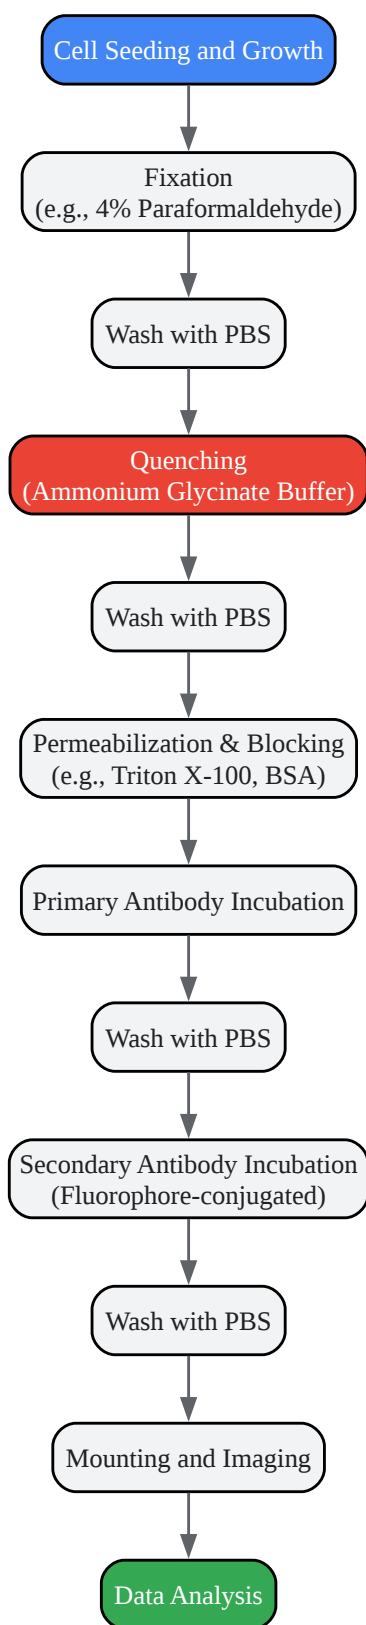 Cell Seeding and Growth
Fixation
(e.g., 4% Paraformaldehyde)
Wash with PBS
Quenching
(Ammonium Glycinate Buffer)
Wash with PBS
Permeabilization & Blocking
(e.g., Triton X-100, BSA)
Primary Antibody Incubation
Wash with PBS
Secondary Antibody Incubation
(Fluorophore-conjugated)
Wash with PBS
Mounting and Imaging
Data Analysis